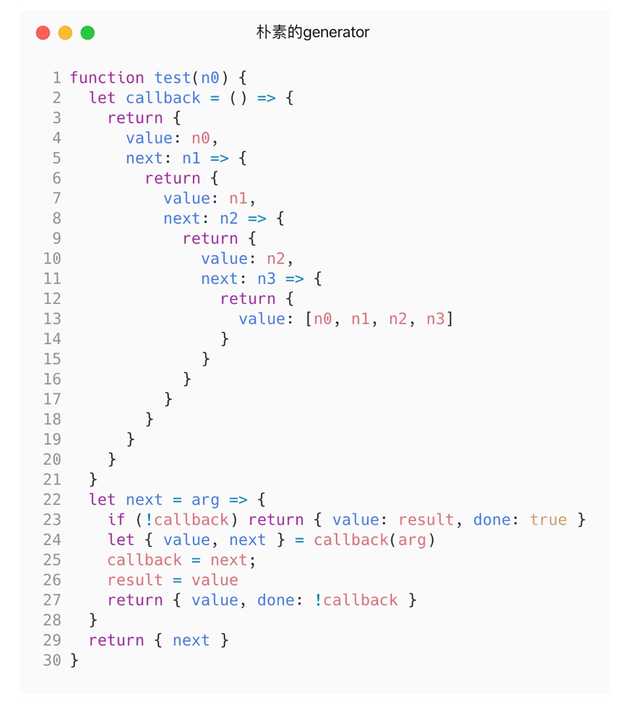 朴素的generator
1 function test(n0) {
2   let callback = () => {
3     return {
4       value: n0,
5       next: n1 => {
6         return {
7           value: n1,
8           next: n2 => {
9             return {
10               value: n2,
11               next: n3 => {
12                 return {
13                   value: [n0, n1, n2, n3]
14                 }
15               }
16             }
17           }
18         }
19       }
20     }
21   }
22   let next = arg => {
23     if (!callback) return { value: result, done: true }
24     let { value, next } = callback(arg)
25     callback = next;
26     result = value
27     return { value, done: !callback }
28   }
29   return { next }
30 }